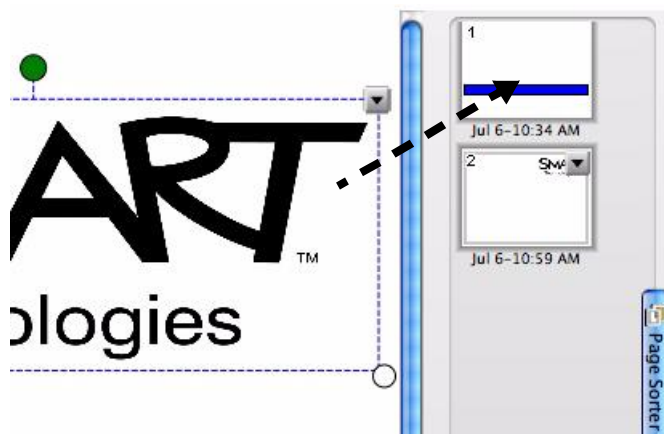 ART
™
ologies
1
Jul 6-10:34 AM
2
SMA
Jul 6-10:59 AM
Page Sorter